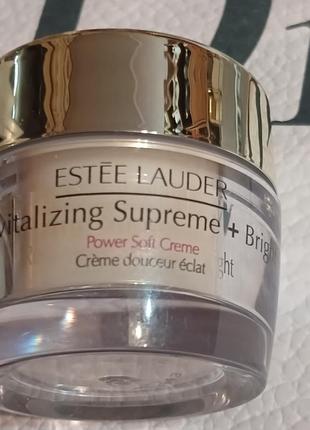 ESTĒE LAUDER
vitalizing Supreme + Brig
Power Soft Creme
Crème douceur éclat
ght